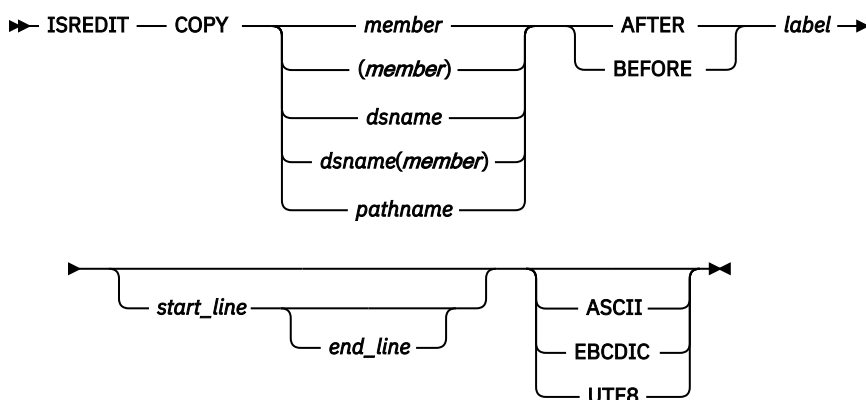 ISREDIT COPY member AFTER label
(member) BEFORE
dsname
dsname(member)
pathname
start_line ASCII
end_line EBCDIC
UTF8